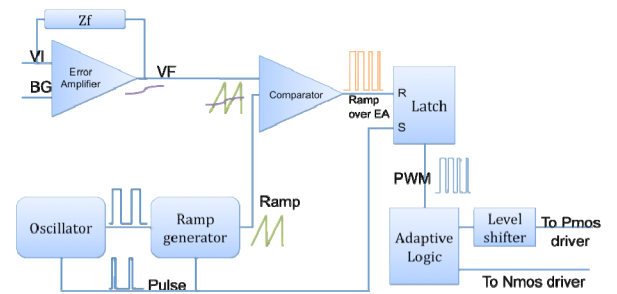 Zf
VI
Error
Amplifier
VF
BG
Comparator
Ramp
over EA
R
S
Latch
PWM
Oscillator
Ramp
generator
Ramp
Pulse
Adaptive
Logic
Level
shifter
To Pmos
driver
To Nmos driver